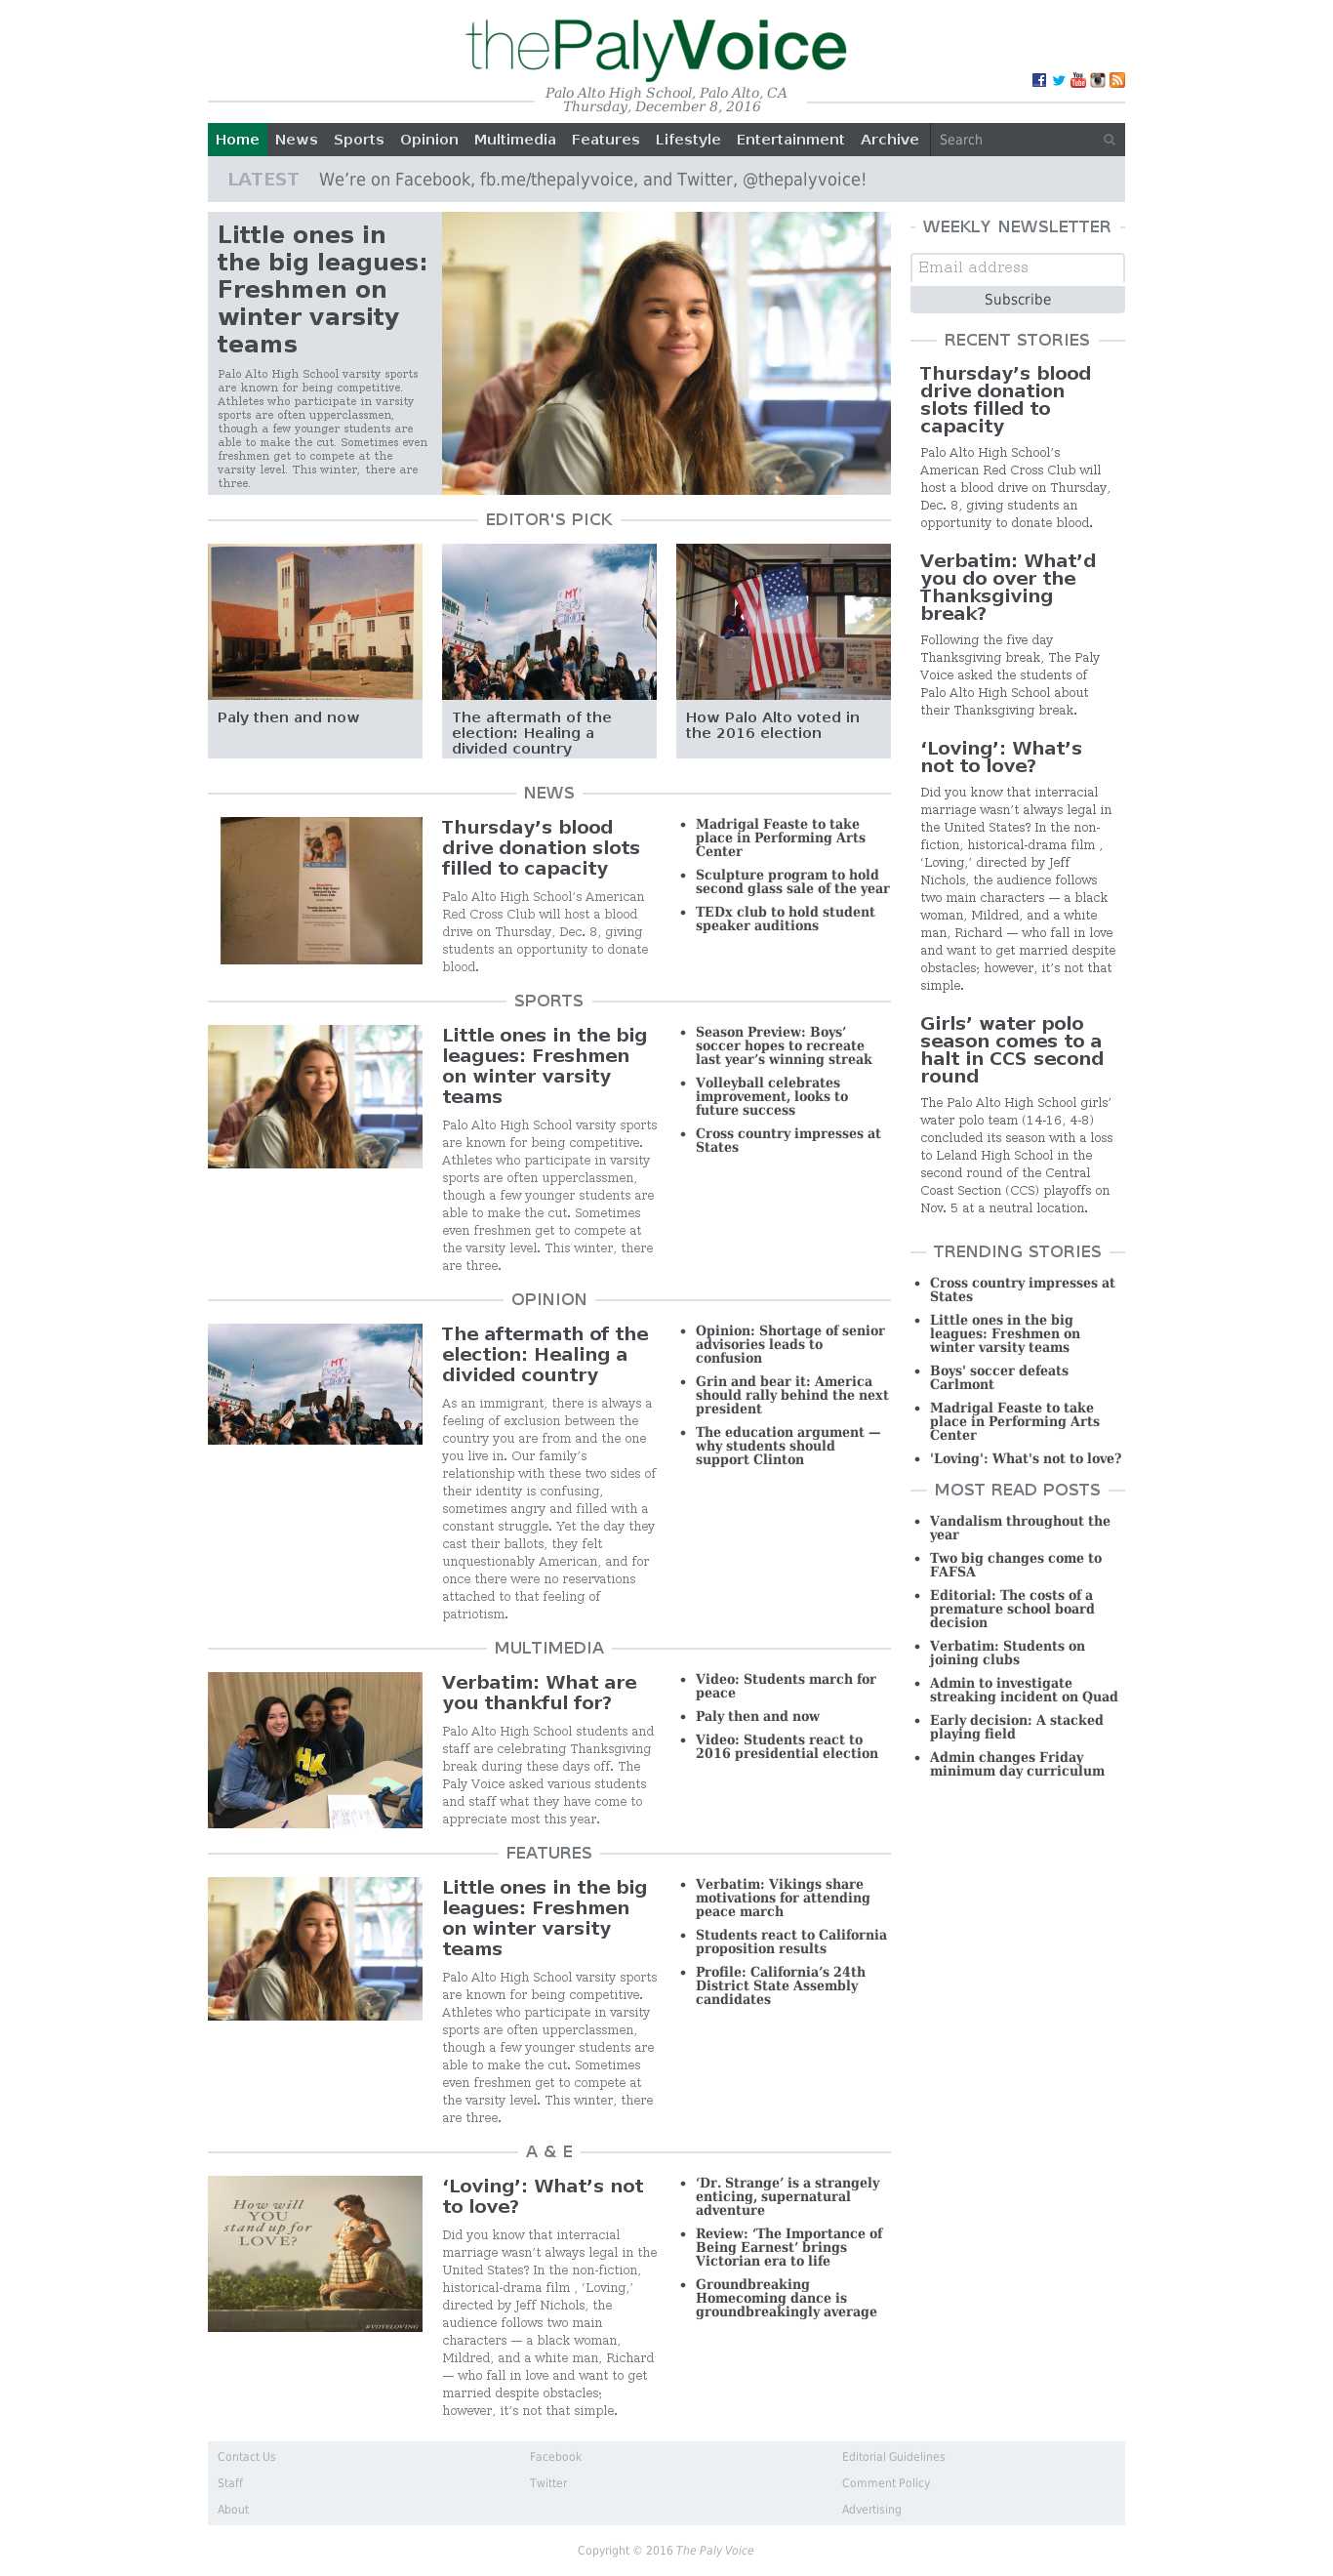 thePalyVoice
Palo Alto High School, Palo Alto, CA
Thursday, December 8, 2016
Home News Sports Opinion Multimedia Features Lifestyle Entertainment Archive Search
LATEST We’re on Facebook, fb.me/thepalyvoice, and Twitter, @thepalyvoice!
Little ones in
the big leagues:
Freshmen on
winter varsity
teams
Palo Alto High School varsity sports
are known for being competitive.
Athletes who participate in varsity
sports are often upperclassmen,
though a few younger students are
able to make the cut. Sometimes even
freshmen get to compete at the
varsity level. This winter, there are
three.
EDITOR'S PICK
MY
BODY
MY
CHOICE
Paly then and now
The aftermath of the
election: Healing a
divided country
How Palo Alto voted in
the 2016 election
NEWS
Thursday’s blood
drive donation slots
filled to capacity
Palo Alto High School’s American
Red Cross Club will host a blood
drive on Thursday, Dec. 8, giving
students an opportunity to donate
blood.
• Madrigal Feaste to take
place in Performing Arts
Center
• Sculpture program to hold
second glass sale of the year
• TEDx club to hold student
speaker auditions
SPORTS
Little ones in the big
leagues: Freshmen
on winter varsity
teams
Palo Alto High School varsity sports
are known for being competitive.
Athletes who participate in varsity
sports are often upperclassmen,
though a few younger students are
able to make the cut. Sometimes
even freshmen get to compete at
the varsity level. This winter, there
are three.
• Season Preview: Boys’
soccer hopes to recreate
last year’s winning streak
• Volleyball celebrates
improvement, looks to
future success
• Cross country impresses at
States
OPINION
The aftermath of the
election: Healing a
divided country
As an immigrant, there is always a
feeling of exclusion between the
country you are from and the one
you live in. Our family’s
relationship with these two sides of
their identity is confusing,
sometimes angry and filled with a
constant struggle. Yet the day they
cast their ballots, they felt
unquestionably American, and for
once there were no reservations
attached to that feeling of
patriotism.
• Opinion: Shortage of senior
advisories leads to
confusion
• Grin and bear it: America
should rally behind the next
president
• The education argument —
why students should
support Clinton
MULTIMEDIA
HK
Verbatim: What are
you thankful for?
Palo Alto High School students and
staff are celebrating Thanksgiving
break during these days off. The
Paly Voice asked various students
and staff what they have come to
appreciate most this year.
• Video: Students march for
peace
• Paly then and now
• Video: Students react to
2016 presidential election
FEATURES
Little ones in the big
leagues: Freshmen
on winter varsity
teams
Palo Alto High School varsity sports
are known for being competitive.
Athletes who participate in varsity
sports are often upperclassmen,
though a few younger students are
able to make the cut. Sometimes
even freshmen get to compete at
the varsity level. This winter, there
are three.
• Verbatim: Vikings share
motivations for attending
peace march
• Students react to California
proposition results
• Profile: California’s 24th
District State Assembly
candidates
A & E
How will
YOU
stand up for
LOVE?
#VOTELOVING
‘Loving’: What’s not
to love?
Did you know that interracial
marriage wasn’t always legal in the
United States? In the non-fiction,
historical-drama film , ‘Loving,’
directed by Jeff Nichols, the
audience follows two main
characters — a black woman,
Mildred, and a white man, Richard
— who fall in love and want to get
married despite obstacles;
however, it’s not that simple.
• ‘Dr. Strange’ is a strangely
enticing, supernatural
adventure
• Review: ‘The Importance of
Being Earnest’ brings
Victorian era to life
• Groundbreaking
Homecoming dance is
groundbreakingly average
WEEKLY NEWSLETTER
Email address
Subscribe
RECENT STORIES
Thursday’s blood
drive donation
slots filled to
capacity
Palo Alto High School’s
American Red Cross Club will
host a blood drive on Thursday,
Dec. 8, giving students an
opportunity to donate blood.
Verbatim: What’d
you do over the
Thanksgiving
break?
Following the five day
Thanksgiving break, The Paly
Voice asked the students of
Palo Alto High School about
their Thanksgiving break.
‘Loving’: What’s
not to love?
Did you know that interracial
marriage wasn’t always legal in
the United States? In the non-
fiction, historical-drama film ,
‘Loving,’ directed by Jeff
Nichols, the audience follows
two main characters — a black
woman, Mildred, and a white
man, Richard — who fall in love
and want to get married despite
obstacles; however, it’s not that
simple.
Girls’ water polo
season comes to a
halt in CCS second
round
The Palo Alto High School girls’
water polo team (14-16, 4-8)
concluded its season with a loss
to Leland High School in the
second round of the Central
Coast Section (CCS) playoffs on
Nov. 5 at a neutral location.
TRENDING STORIES
• Cross country impresses at
States
• Little ones in the big
leagues: Freshmen on
winter varsity teams
• Boys' soccer defeats
Carlmont
• Madrigal Feaste to take
place in Performing Arts
Center
• 'Loving': What's not to love?
MOST READ POSTS
• Vandalism throughout the
year
• Two big changes come to
FAFSA
• Editorial: The costs of a
premature school board
decision
• Verbatim: Students on
joining clubs
• Admin to investigate
streaking incident on Quad
• Early decision: A stacked
playing field
• Admin changes Friday
minimum day curriculum
Contact Us Facebook Editorial Guidelines
Staff Twitter Comment Policy
About Advertising
Copyright © 2016 The Paly Voice